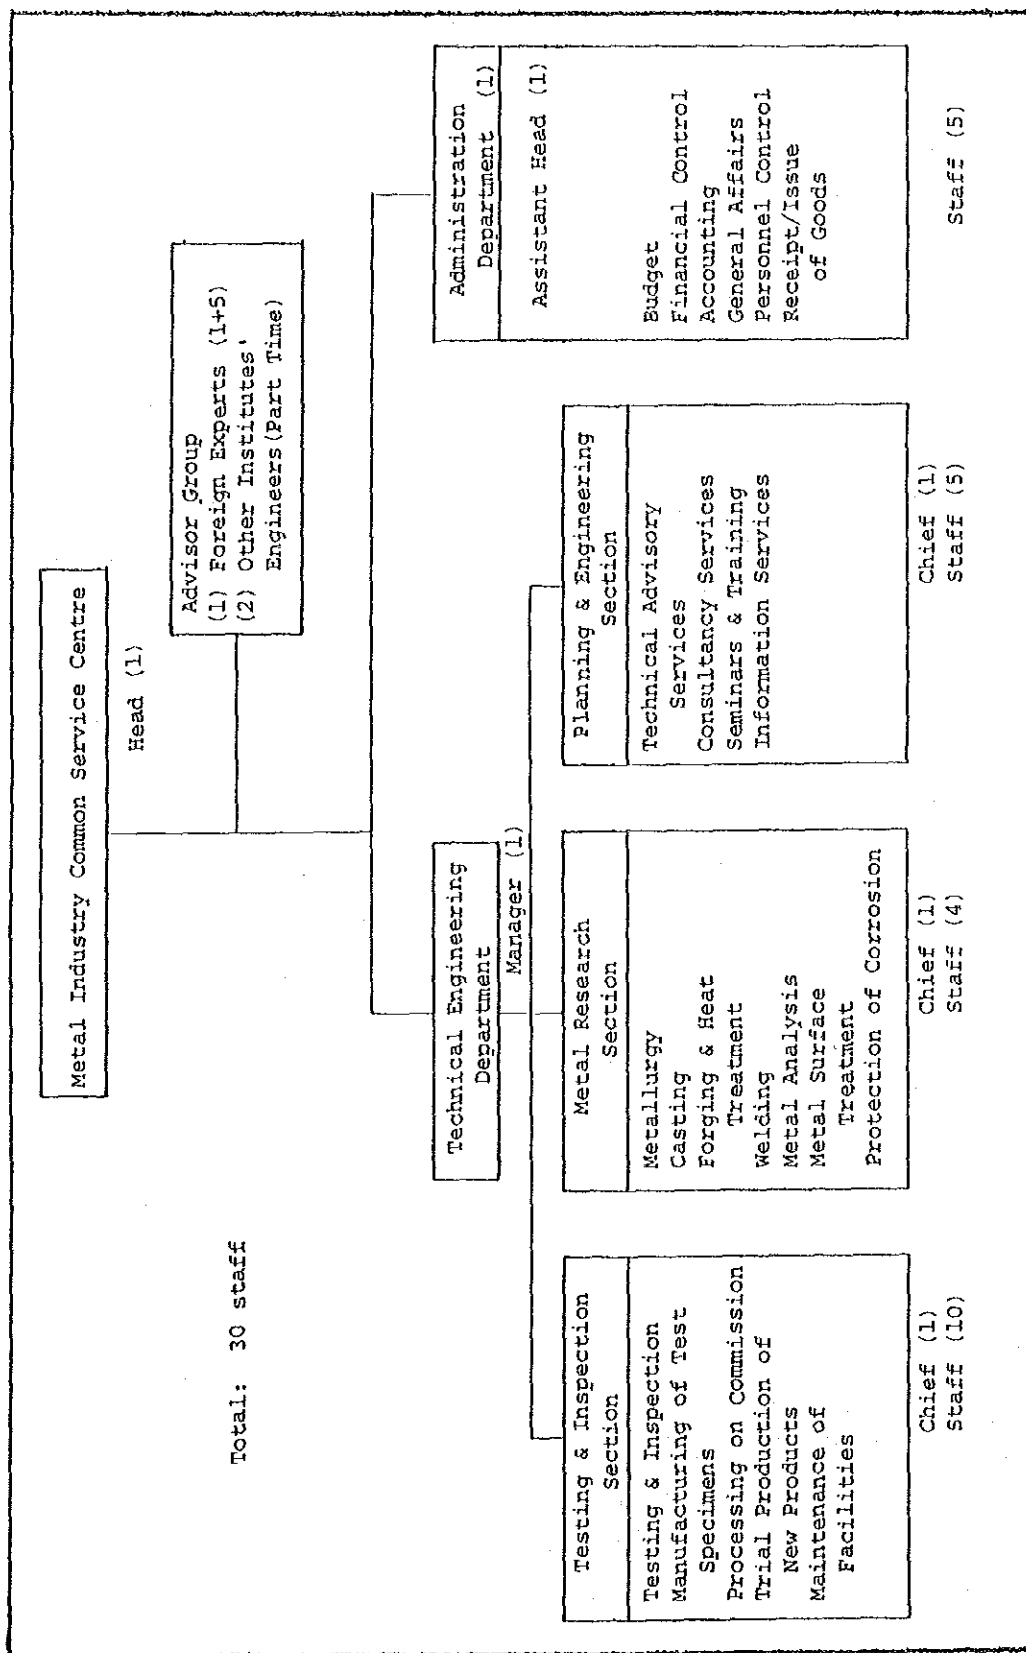 Metal Industry Common Service Centre
Head (1)
Advisor Group
(1) Foreign Experts (1+5)
(2) Other Institutes'
Engineers(Part Time)
Total: 30 staff
Technical Engineering
Department
Manager (1)
Administration
Department (1)
Assistant Head (1)
Budget
Financial Control
Accounting
General Affairs
Personnel Control
Receipt/Issue
of Goods
Staff (5)
Testing & Inspection
Section
Testing & Inspection
Manufacturing of Test
Specimens
Processing on Commission
Trial Production of
New Products
Maintenance of
Facilities
Chief (1)
Staff (10)
Metal Research
Section
Metallurgy
Casting
Forging & Heat
Treatment
Welding
Metal Analysis
Metal Surface
Treatment
Protection of Corrosion
Chief (1)
Staff (4)
Planning & Engineering
Section
Technical Advisory
Services
Consultancy Services
Seminars & Training
Information Services
Chief (1)
Staff (5)